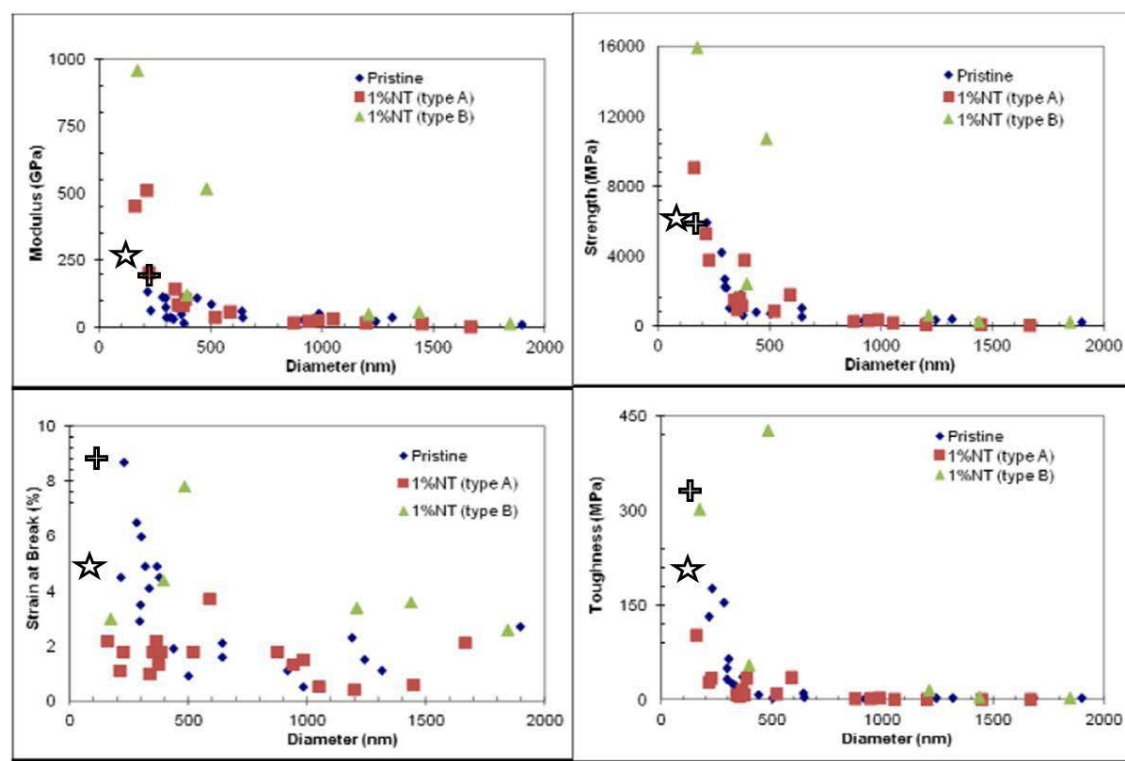 1000
750
500
250
0
Modulus (GPa)
Pristine
1%NT (type A)
1%NT (type B)
0 500 1000 1500 2000
Diameter (nm)
16000
12000
8000
4000
0
Strength (MPa)
Pristine
1%NT (type A)
1%NT (type B)
0 500 1000 1500 2000
Diameter (nm)
10
8
6
4
2
0
Strain at Break (%)
Pristine
1%NT (type A)
1%NT (type B)
0 500 1000 1500 2000
Diameter (nm)
450
300
150
0
Toughness (MPa)
Pristine
1%NT (type A)
1%NT (type B)
0 500 1000 1500 2000
Diameter (nm)